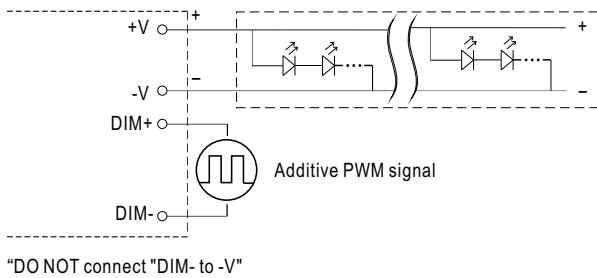 +V
+
+
-V
−
−
DIM+
Additive PWM signal
DIM-
“DO NOT connect "DIM- to -V"